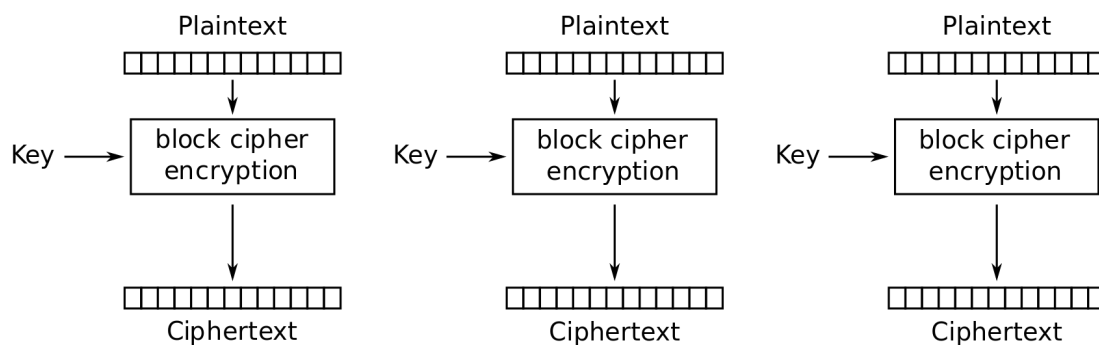 Plaintext
Plaintext
Plaintext
Key
block cipher
encryption
Key
block cipher
encryption
Key
block cipher
encryption
Ciphertext
Ciphertext
Ciphertext